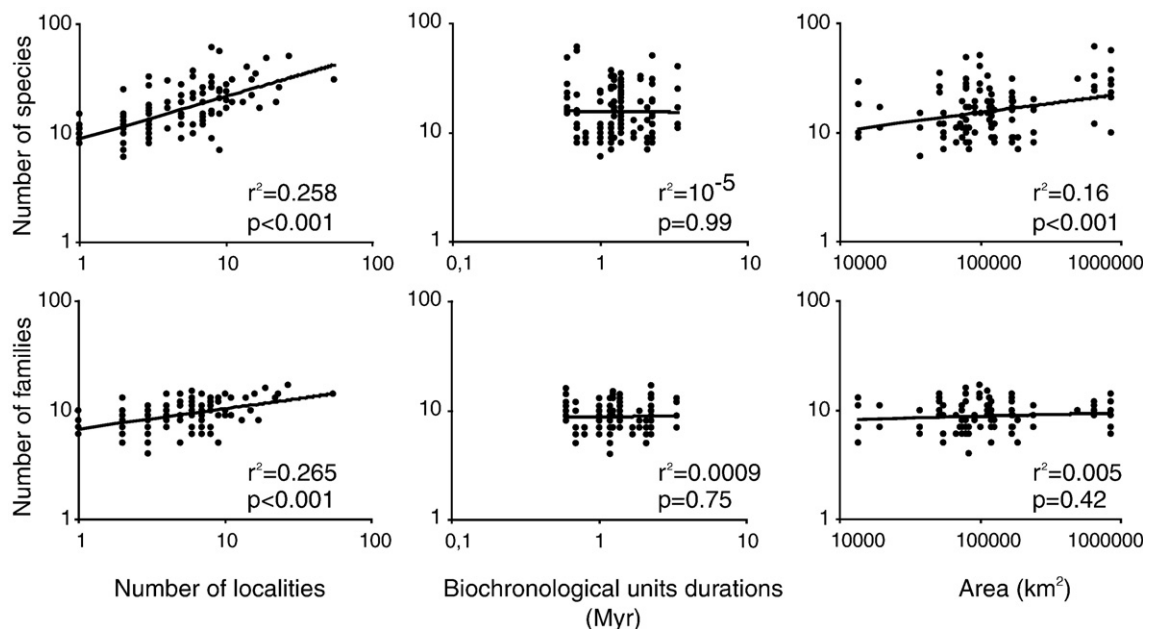 Number of species
100
10
1
1
10
100
r²=0.258
p<0.001
100
10
1
0,1
1
10
r²=10⁻⁵
p=0.99
100
10
1
10000
100000
1000000
r²=0.16
p<0.001
Number of families
100
10
1
1
10
100
r²=0.265
p<0.001
100
10
1
0,1
1
10
r²=0.0009
p=0.75
100
10
1
10000
100000
1000000
r²=0.005
p=0.42
Number of localities
Biochronological units durations
(Myr)
Area (km²)